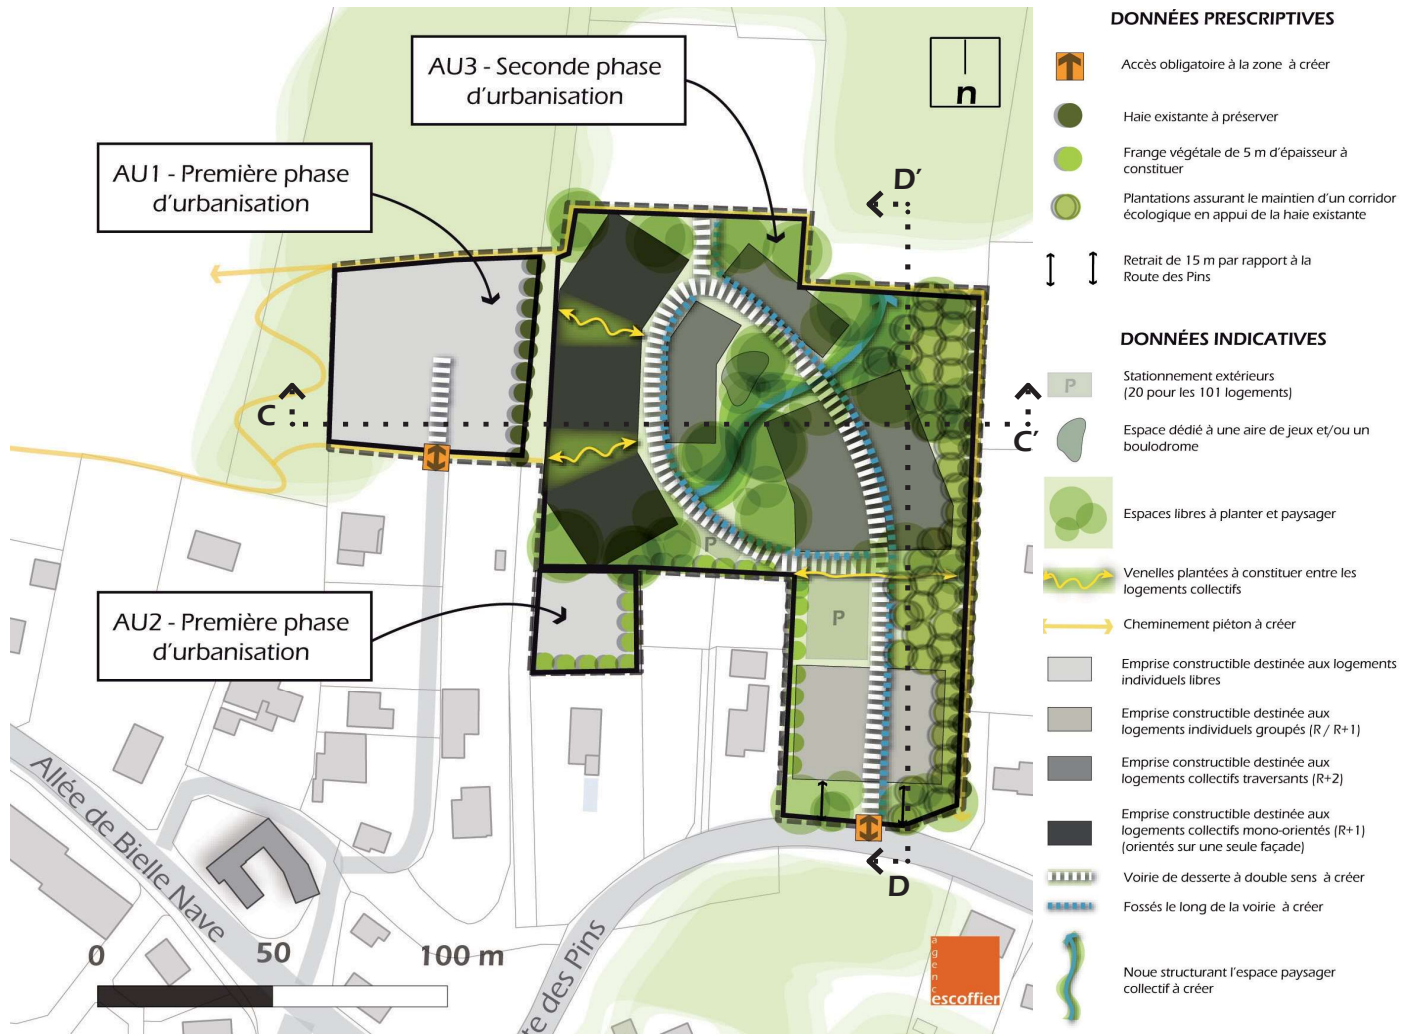 AU3 - Seconde phase
d'urbanisation
n
AU1 - Première phase
d'urbanisation
D'
C
C'
P
P
AU2 - Première phase
d'urbanisation
D
Allée de Bielle Nave
te des Pins
0
50
100 m
agenc
escoffier
DONNÉES PRESCRIPTIVES
Accès obligatoire à la zone à créer
Haie existante à préserver
Frange végétale de 5 m d'épaisseur à
constituer
Plantations assurant le maintien d'un corridor
écologique en appui de la haie existante
Retrait de 15 m par rapport à la
Route des Pins
DONNÉES INDICATIVES
P
Stationnement extérieurs
(20 pour les 101 logements)
Espace dédié à une aire de jeux et/ou un
boulodrome
Espaces libres à planter et paysager
Venelles plantées à constituer entre les
logements collectifs
Cheminement piéton à créer
Emprise constructible destinée aux logements
individuels libres
Emprise constructible destinée aux
logements individuels groupés (R / R+1)
Emprise constructible destinée aux
logements collectifs traversants (R+2)
Emprise constructible destinée aux
logements collectifs mono-orientés (R+1)
(orientés sur une seule façade)
Voirie de desserte à double sens à créer
Fossés le long de la voirie à créer
Noue structurant l'espace paysager
collectif à créer